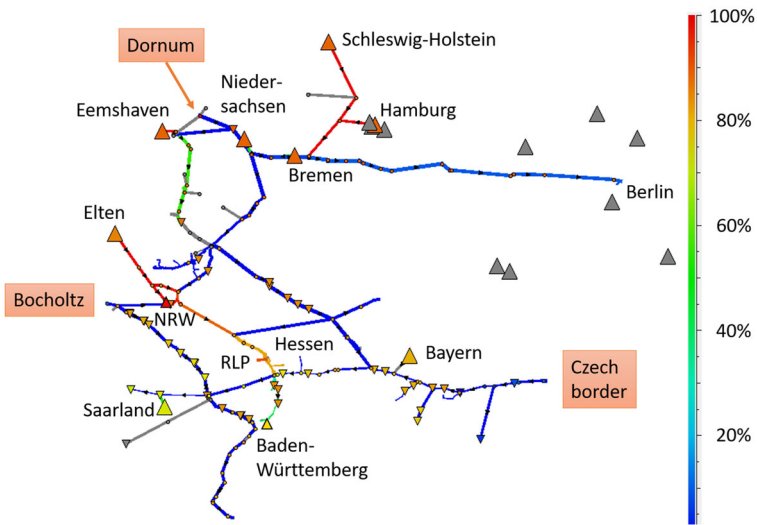 Schleswig-Holstein
Dornum
Nieder-
sachsen
Eemshaven
Hamburg
Bremen
Berlin
Elten
Bocholtz
NRW
RLP
Hessen
Bayern
Czech
border
Saarland
Baden-
Württemberg
100%
80%
60%
40%
20%